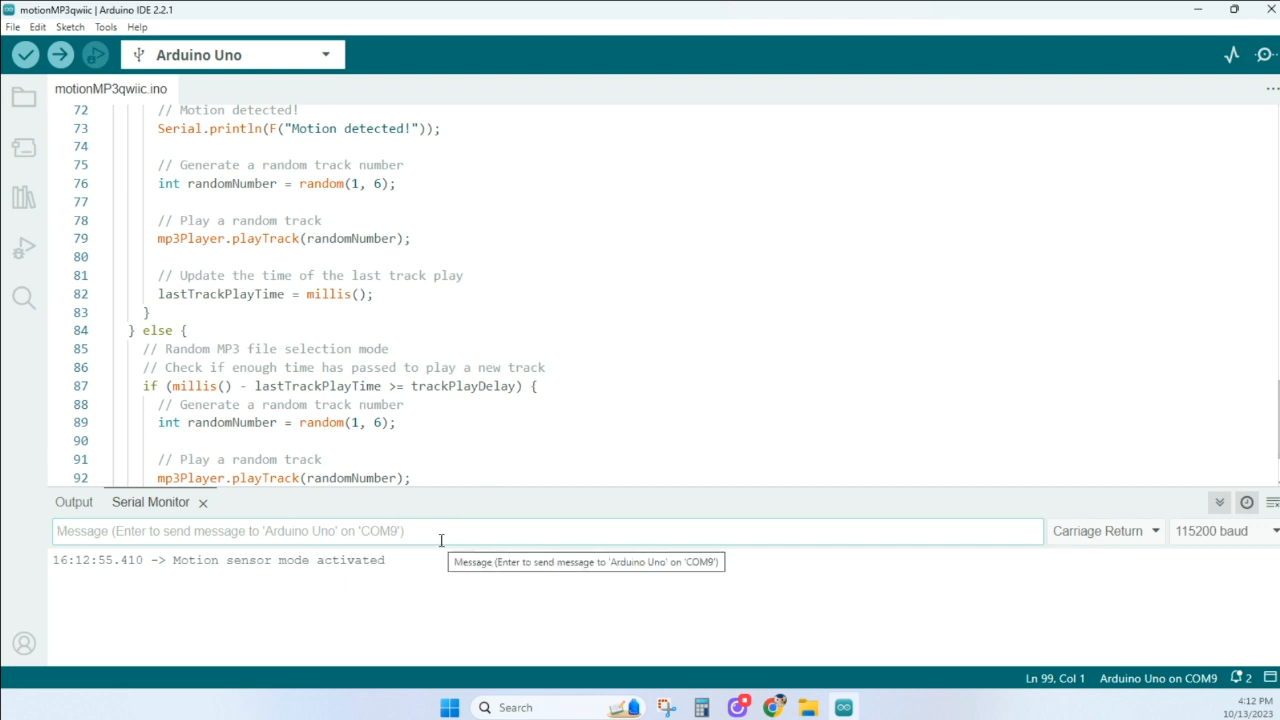 motionMP3qwiic | Arduino IDE 2.2.1
File Edit Sketch Tools Help
Arduino Uno
motionMP3qwiic.ino
72 // Motion detected!
73 Serial.println(F("Motion detected!"));
74
75 // Generate a random track number
76 int randomNumber = random(1, 6);
77
78 // Play a random track
79 mp3Player.playTrack(randomNumber);
80
81 // Update the time of the last track play
82 lastTrackPlayTime = millis();
83 }
84 } else {
85 // Random MP3 file selection mode
86 // Check if enough time has passed to play a new track
87 if (millis() - lastTrackPlayTime >= trackPlayDelay) {
88 // Generate a random track number
89 int randomNumber = random(1, 6);
90
91 // Play a random track
92 mp3Player.playTrack(randomNumber);
Output Serial Monitor
Message (Enter to send message to 'Arduino Uno' on 'COM9') Carriage Return 115200 baud
16:12:55.410 -> Motion sensor mode activated
Message (Enter to send message to 'Arduino Uno' on 'COM9')
Ln 99, Col 1 Arduino Uno on COM9 2
Search
4:12 PM
10/13/2023